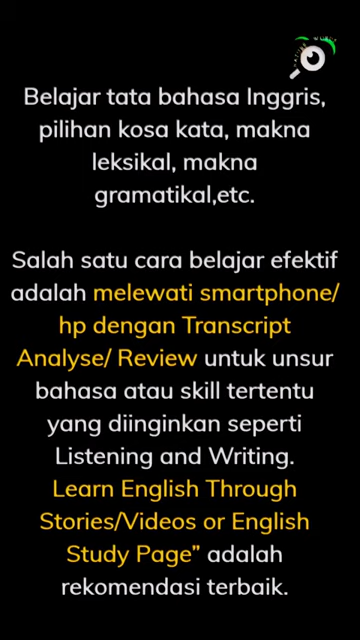 Belajar tata bahasa Inggris,
pilihan kosa kata, makna
leksikal, makna
gramatikal,etc.
Salah satu cara belajar efektif
adalah melewati smartphone/
hp dengan Transcript
Analyse/ Review untuk unsur
bahasa atau skill tertentu
yang diinginkan seperti
Listening and Writing.
Learn English Through
Stories/Videos or English
Study Page” adalah
rekomendasi terbaik.